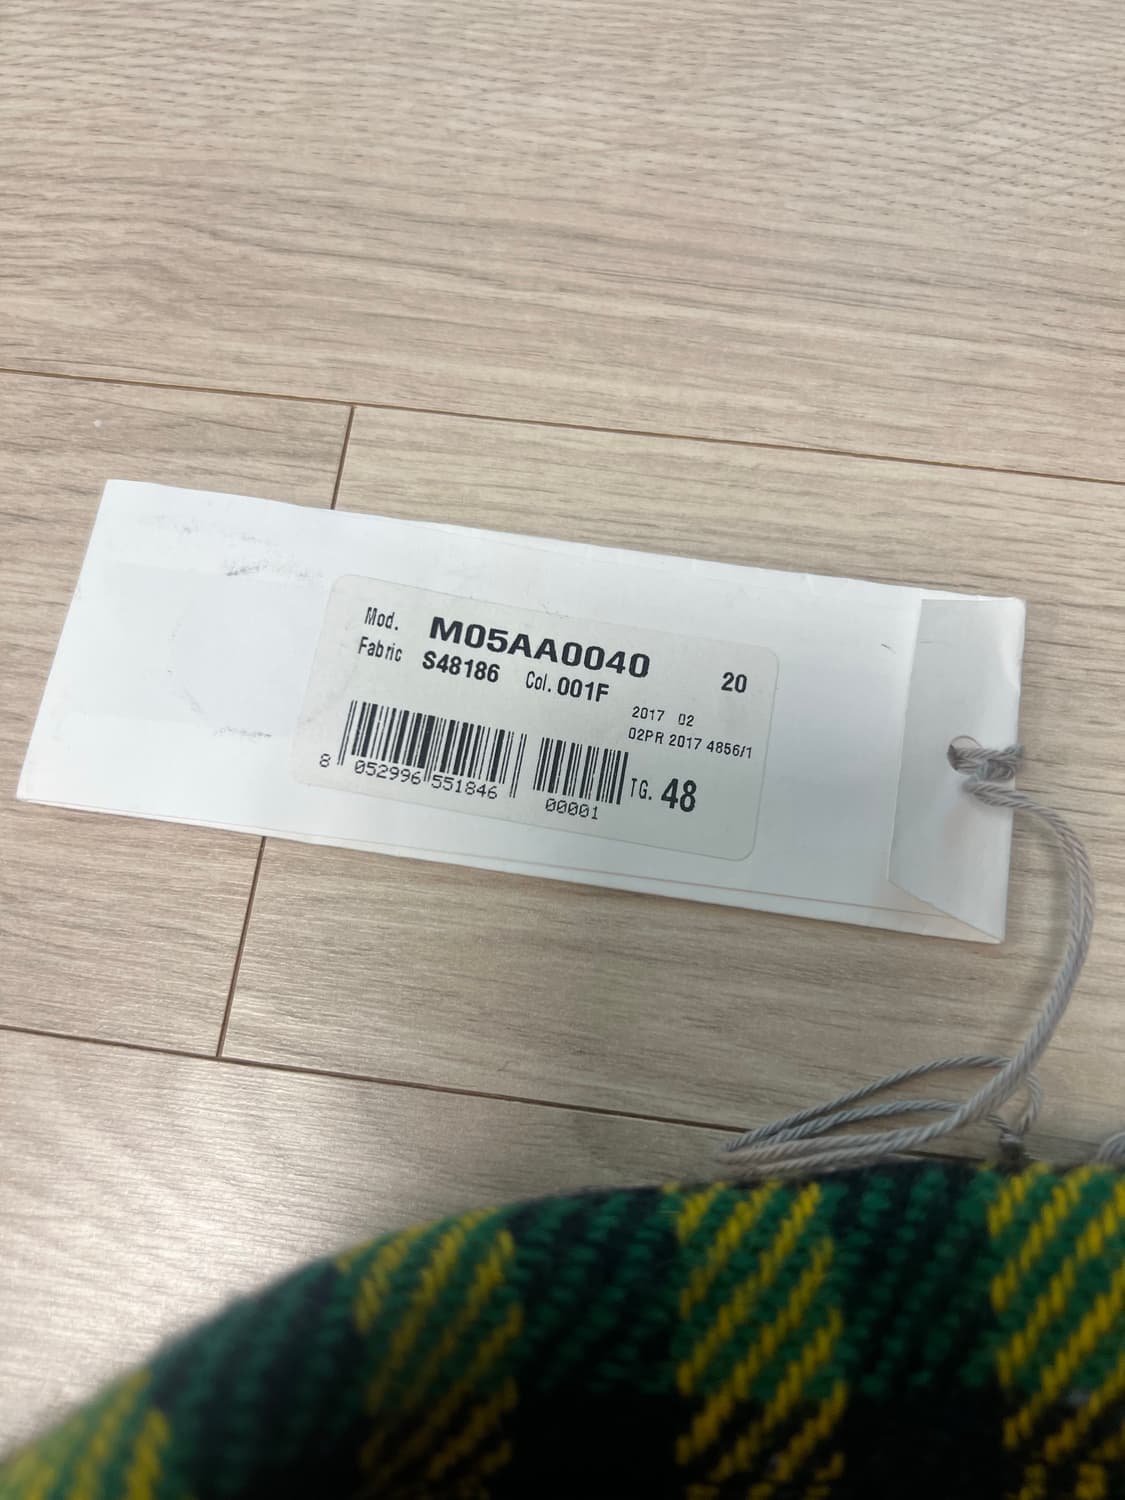 Mod. M05AA0040 20
Fabric S48186 Col. 001F
2017 02
02PR 2017 4856/1
8 052996 551846
00001
TG. 48